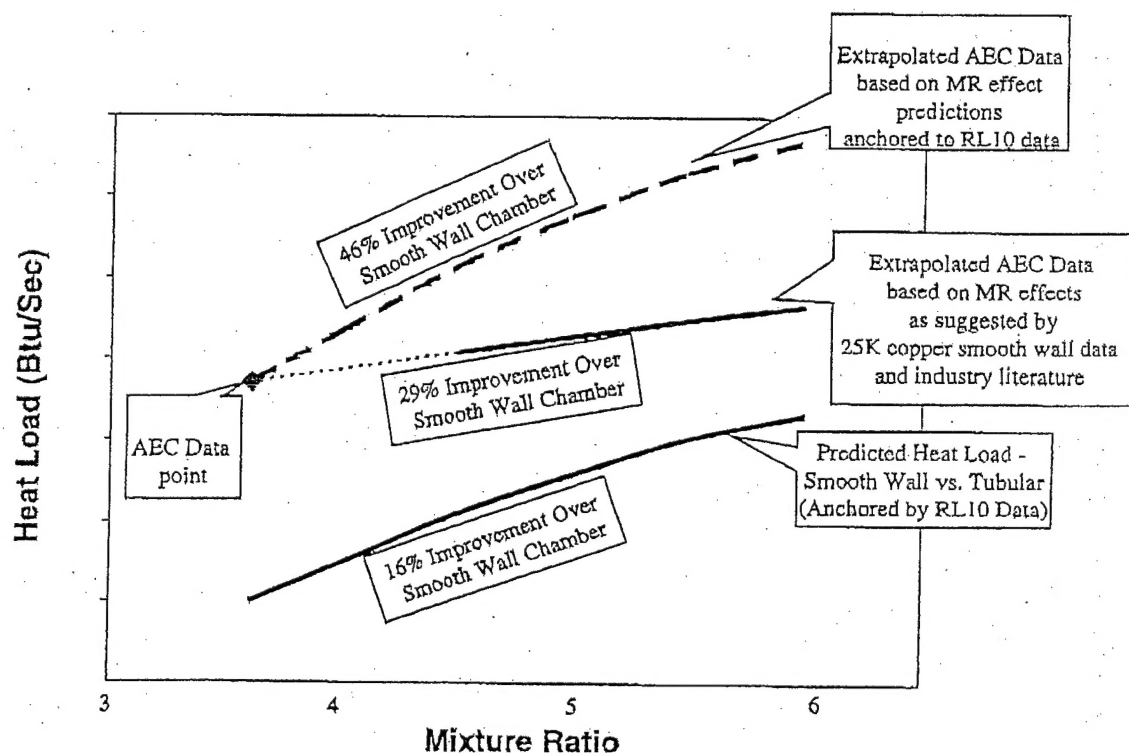 Extrapolated AEC Data
based on MR effect
predictions
anchored to RL10 data
46% Improvement Over
Smooth Wall Chamber
Extrapolated AEC Data
based on MR effects
as suggested by
25K copper smooth wall data
and industry literature
29% Improvement Over
Smooth Wall Chamber
AEC Data
point
Predicted Heat Load -
Smooth Wall vs. Tubular
(Anchored by RL10 Data)
16% Improvement Over
Smooth Wall Chamber
Heat Load (Btu/Sec)
3 4 5 6
Mixture Ratio